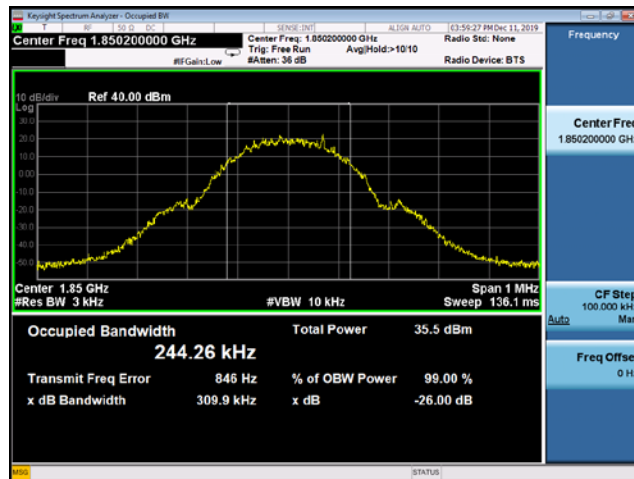 Keysight Spectrum Analyzer - Occupied BW
T RF 50 Ω DC SENSE:INT ALIGN AUTO 03:59:27 PM Dec 11, 2019
Center Freq 1.850200000 GHz Center Freq: 1.850200000 GHz Radio Std: None Frequency
Trig: Free Run Avg|Hold:>10/10
#IFGain:Low #Atten: 36 dB Radio Device: BTS
10 dB/div Ref 40.00 dBm
Log
30.0
20.0
10.0
0.00
-10.0
-20.0
-30.0
-40.0
-50.0
Center Freq
1.850200000 GHz
Center 1.85 GHz Span 1 MHz
#Res BW 3 kHz #VBW 10 kHz Sweep 136.1 ms
CF Step
100.000 kHz
Auto Man
Occupied Bandwidth Total Power 35.5 dBm
244.26 kHz
Freq Offset
0 Hz
Transmit Freq Error 846 Hz % of OBW Power 99.00 %
x dB Bandwidth 309.9 kHz x dB -26.00 dB
MSG STATUS